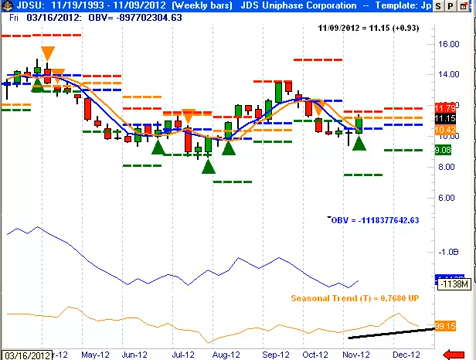 JDSU: 11/19/1993 - 11/09/2012 (Weekly bars) JDS Uniphase Corporation -- Template: Jp
S P
Fri 03/16/2012 OBV= -897702304.63
11/09/2012 = 11.15 (+0.93)
16.00
14.00
11.79
11.15
10.42
10.00
9.08
8.00
6.00
OBV = -1118377642.63
-1.0B
-1138M
Seasonal Trend (T) = 0.7680 UP
99.15
03/16/2012 -12 May-12 Jun-12 Jul-12 Aug-12 Sep-12 Oct-12 Nov-12 Dec-12